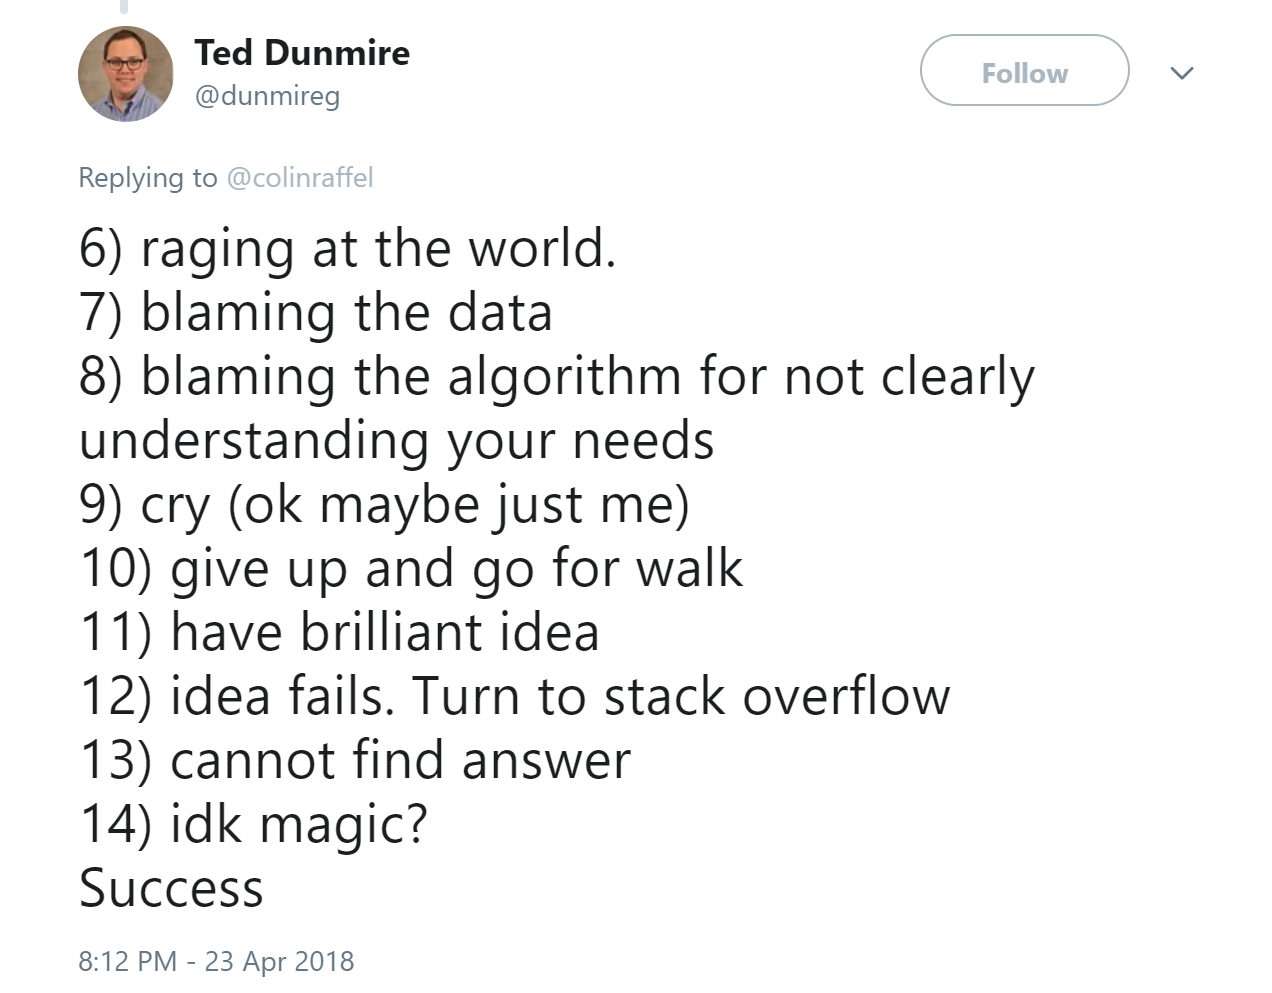 Ted Dunmire
@dunmireg
Follow
Replying to @colinraffel
6) raging at the world.
7) blaming the data
8) blaming the algorithm for not clearly
understanding your needs
9) cry (ok maybe just me)
10) give up and go for walk
11) have brilliant idea
12) idea fails. Turn to stack overflow
13) cannot find answer
14) idk magic?
Success
8:12 PM - 23 Apr 2018